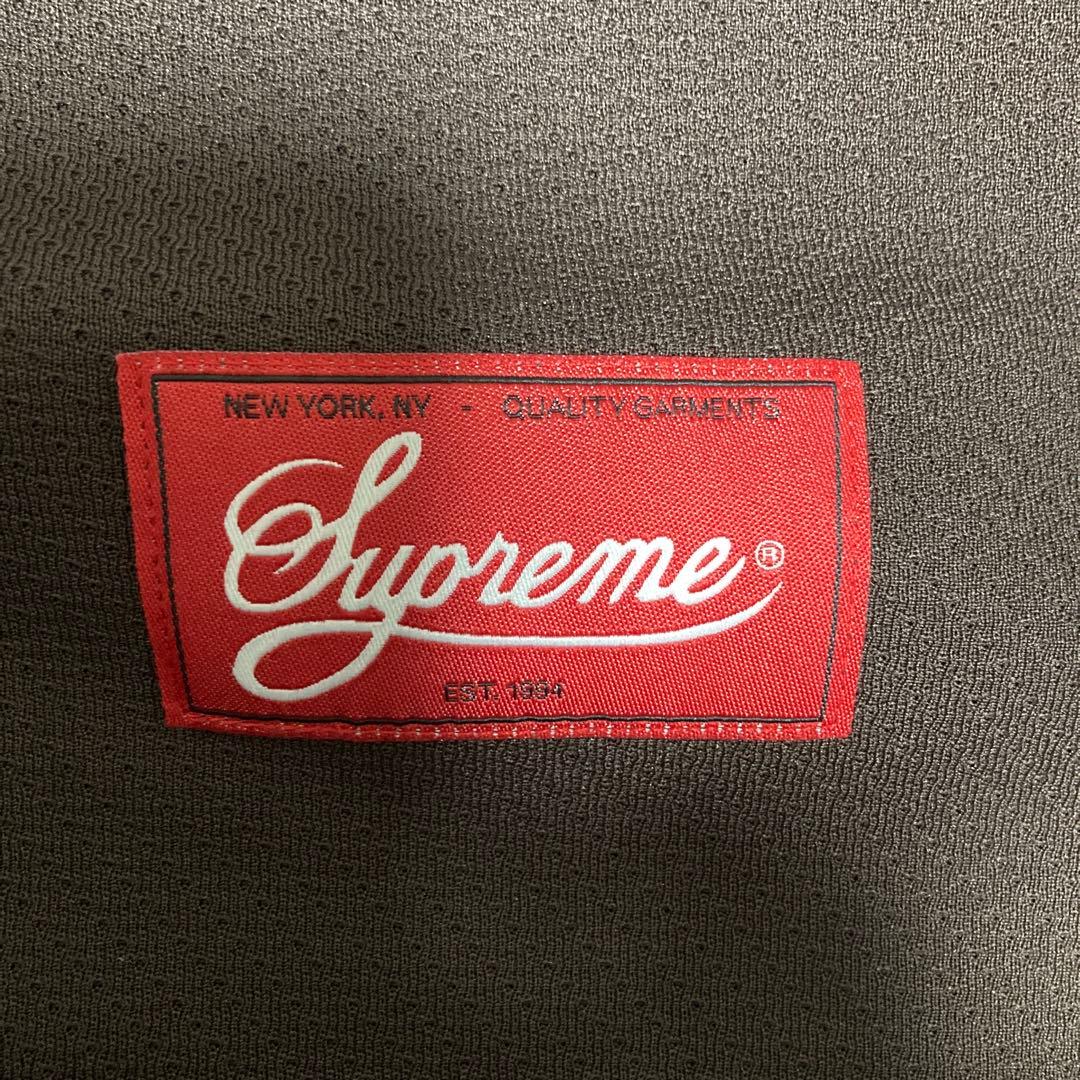 NEW YORK, NY - QUALITY GARMENTS
Supreme®
EST. 1994